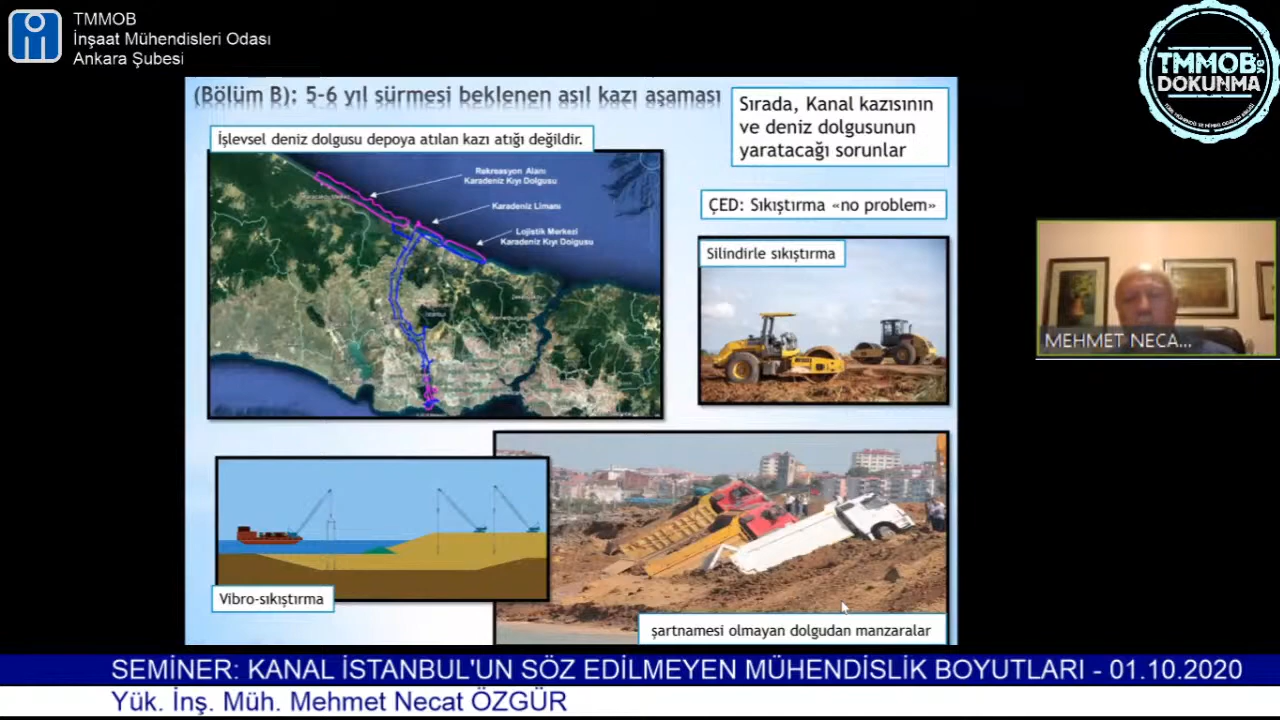 TMMOB
İnşaat Mühendisleri Odası
Ankara Şubesi
TMMOB'a
DOKUNMA
(Bölüm B): 5-6 yıl sürmesi beklenen asıl kazı aşaması
Sırada, Kanal kazısının
ve deniz dolgusunun
yaratacağı sorunlar
İşlevsel deniz dolgusu depoya atılan kazı atığı değildir.
Rekreasyon Alanı
Karadeniz Kıyı Dolgusu
Karadeniz Limanı
Lojistik Merkezi
Karadeniz Kıyı Dolgusu
İstanbul
ÇED: Sıkıştırma «no problem»
Silindirle sıkıştırma
MEHMET NECA...
Vibro-sıkıştırma
şartnamesi olmayan dolgudan manzaralar
SEMİNER: KANAL İSTANBUL'UN SÖZ EDİLMEYEN MÜHENDİSLİK BOYUTLARI - 01.10.2020
Yük. İnş. Müh. Mehmet Necat ÖZGÜR